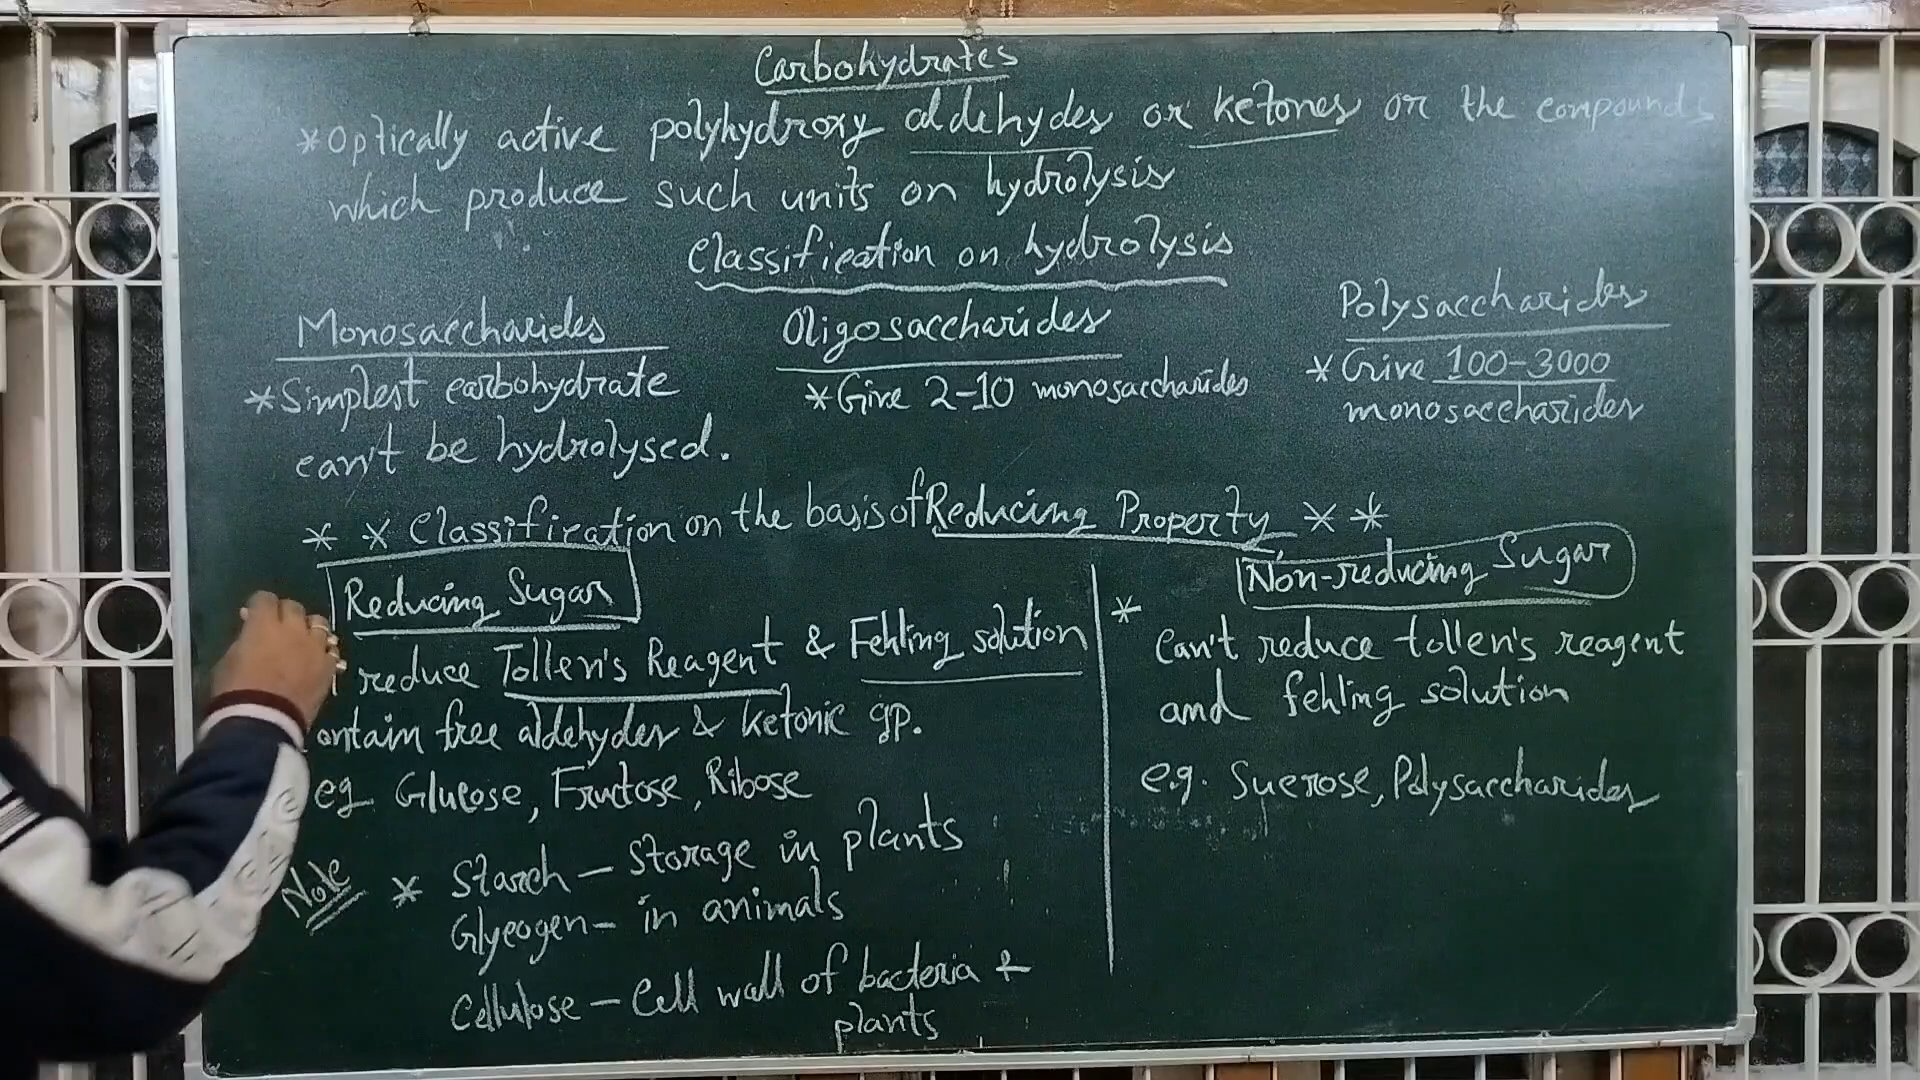 Carbohydrates
*Optically active polyhydroxy aldehydes or ketones or the compounds
which produce such units on hydrolysis
Classification on hydrolysis
Monosaccharides
*Simplest carbohydrate
can't be hydrolysed.
Oligosaccharides
*Give 2-10 monosaccharides
Polysaccharides
*Give 100-3000
monosaccharides
* * Classification on the basis of Reducing Property * *
Reducing Sugar
reduce Tollen's Reagent & Fehling solution
ontain free aldehydes & ketonic gp.
eg Glucose, Fructose, Ribose
Non-reducing Sugar
*
Can't reduce tollen's reagent
and fehling solution
e.g. Sucrose, Polysaccharides
Note * Starch - Storage in plants
Glycogen - in animals
Cellulose - Cell wall of bacteria &
plants